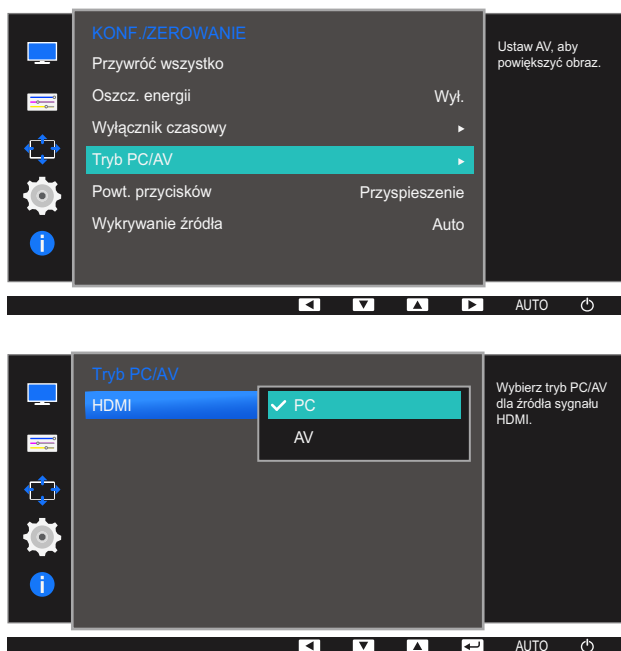 KONF./ZEROWANIE
Przywróć wszystko
Oszcz. energii Wył.
Wyłącznik czasowy
Tryb PC/AV
Powt. przycisków Przyspieszenie
Wykrywanie źródła Auto
Ustaw AV, aby
powiększyć obraz.
AUTO
Tryb PC/AV
HDMI PC
AV
Wybierz tryb PC/AV
dla źródła sygnału
HDMI.
AUTO